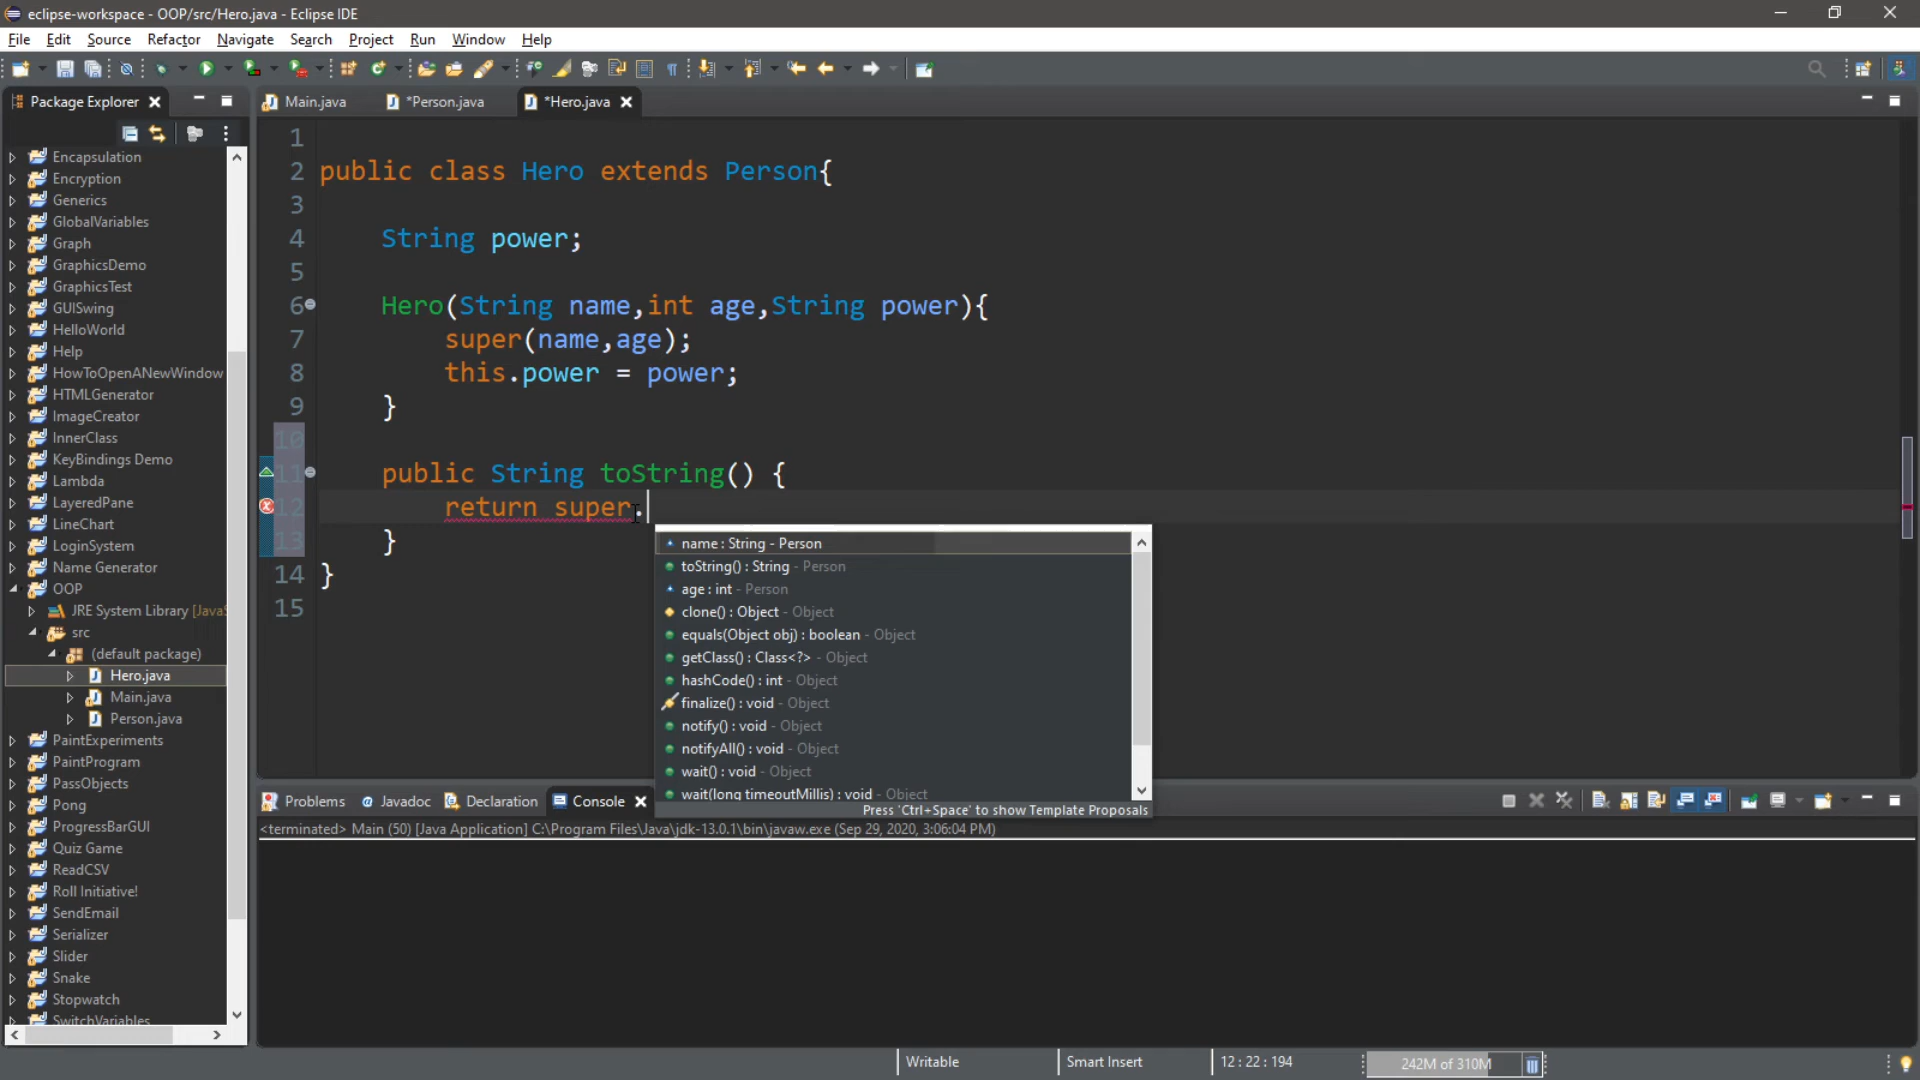 eclipse-workspace - OOP/src/Hero.java - Eclipse IDE
File Edit Source Refactor Navigate Search Project Run Window Help
Package Explorer
Main.java *Person.java *Hero.java
Encapsulation
Encryption
Generics
GlobalVariables
Graph
GraphicsDemo
GraphicsTest
GUISwing
HelloWorld
Help
HowToOpenANewWindow
HTMLGenerator
ImageCreator
InnerClass
KeyBindings Demo
Lambda
LayeredPane
LineChart
LoginSystem
Name Generator
OOP
JRE System Library [Java
src
(default package)
Hero.java
Main.java
Person.java
PaintExperiments
PaintProgram
PassObjects
Pong
ProgressBarGUI
Quiz Game
ReadCSV
Roll Initiative!
SendEmail
Serializer
Slider
Snake
Stopwatch
SwitchVariables
1
2 public class Hero extends Person{
3
4 String power;
5
6 Hero(String name,int age,String power){
7 super(name,age);
8 this.power = power;
9 }
10
11 public String toString() {
12 return super.
13 }
14 }
15
name : String - Person
toString() : String - Person
age : int - Person
clone() : Object - Object
equals(Object obj) : boolean - Object
getClass() : Class<?> - Object
hashCode() : int - Object
finalize() : void - Object
notify() : void - Object
notifyAll() : void - Object
wait() : void - Object
wait(long timeoutMillis) : void - Object
Press 'Ctrl+Space' to show Template Proposals
Problems Javadoc Declaration Console
<terminated> Main (50) [Java Application] C:\Program Files\Java\jdk-13.0.1\bin\javaw.exe (Sep 29, 2020, 3:06:04 PM)
Writable Smart Insert 12 : 22 : 194 242M of 310M